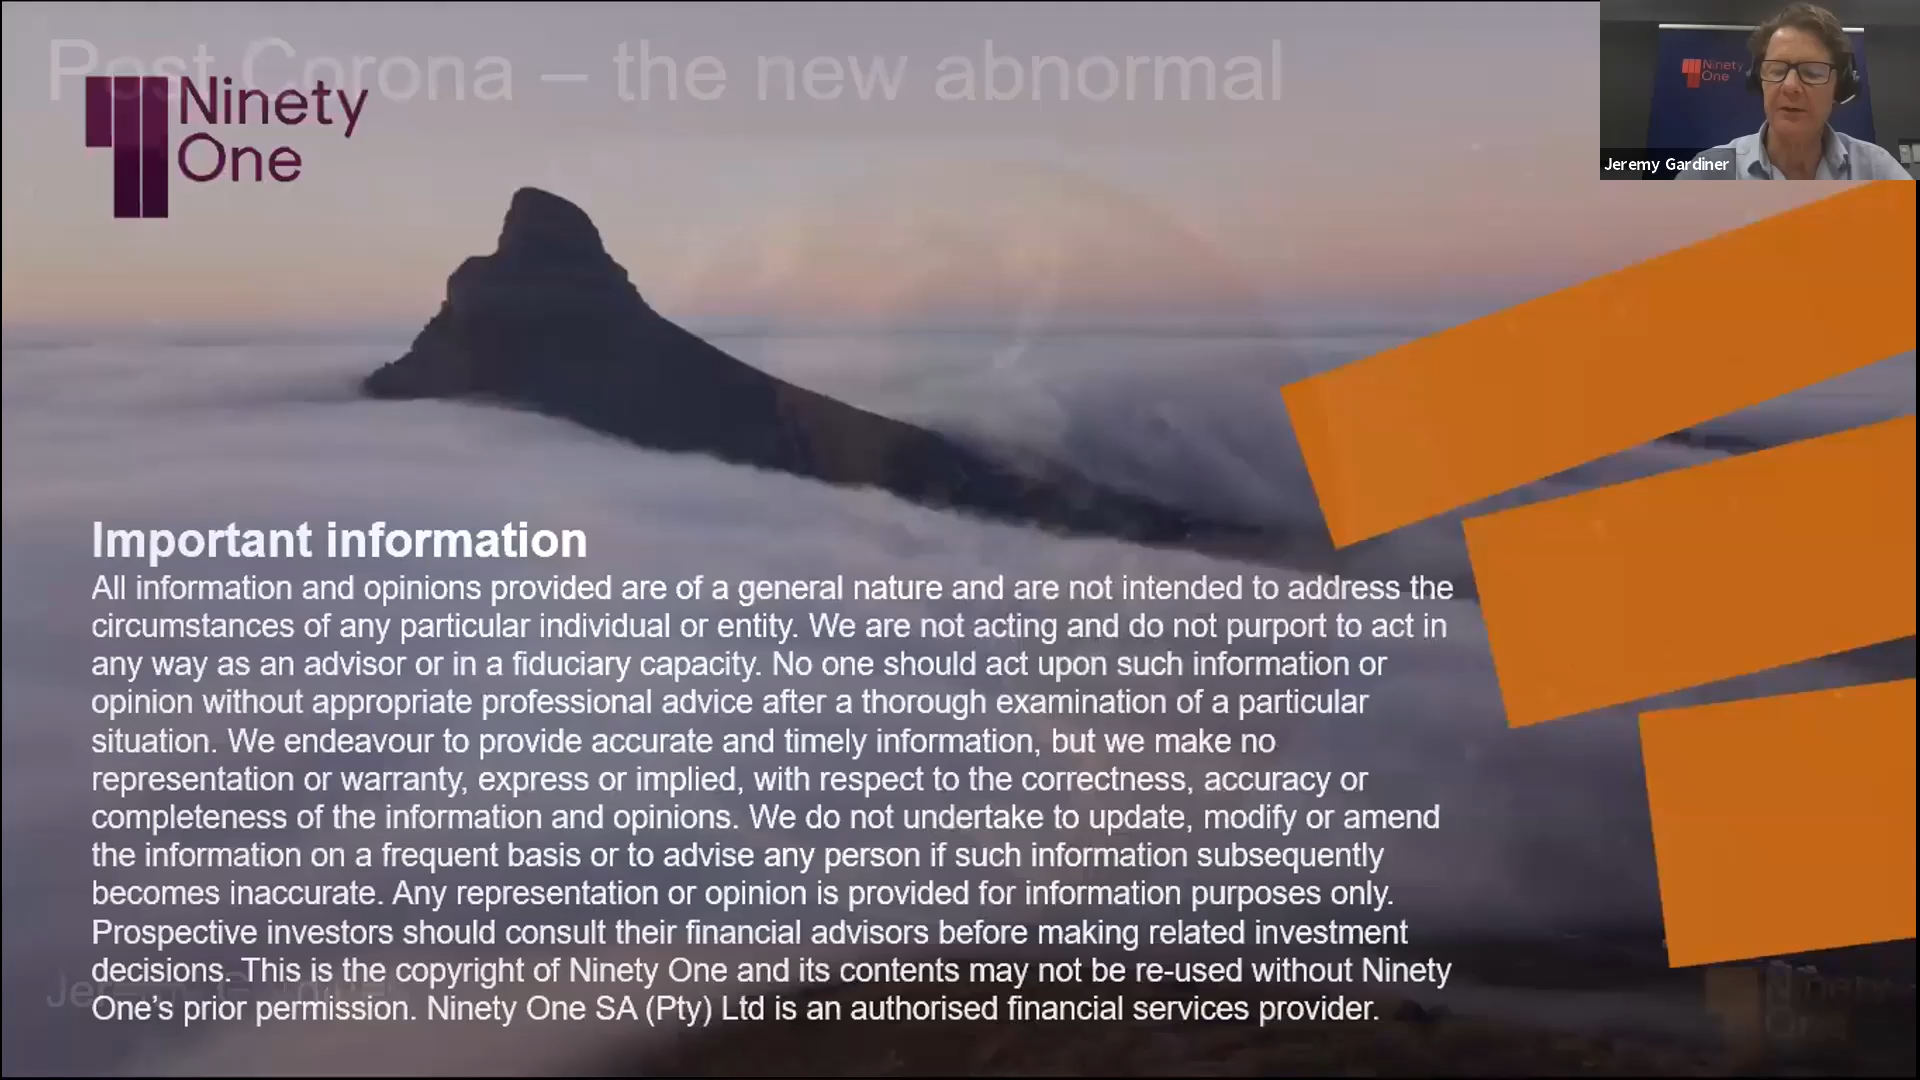 Post Corona – the new abnormal
Ninety
One
Ninety
One
Jeremy Gardiner
Important information
All information and opinions provided are of a general nature and are not intended to address the
circumstances of any particular individual or entity. We are not acting and do not purport to act in
any way as an advisor or in a fiduciary capacity. No one should act upon such information or
opinion without appropriate professional advice after a thorough examination of a particular
situation. We endeavour to provide accurate and timely information, but we make no
representation or warranty, express or implied, with respect to the correctness, accuracy or
completeness of the information and opinions. We do not undertake to update, modify or amend
the information on a frequent basis or to advise any person if such information subsequently
becomes inaccurate. Any representation or opinion is provided for information purposes only.
Prospective investors should consult their financial advisors before making related investment
decisions. This is the copyright of Ninety One and its contents may not be re-used without Ninety
One’s prior permission. Ninety One SA (Pty) Ltd is an authorised financial services provider.
Ninety
One